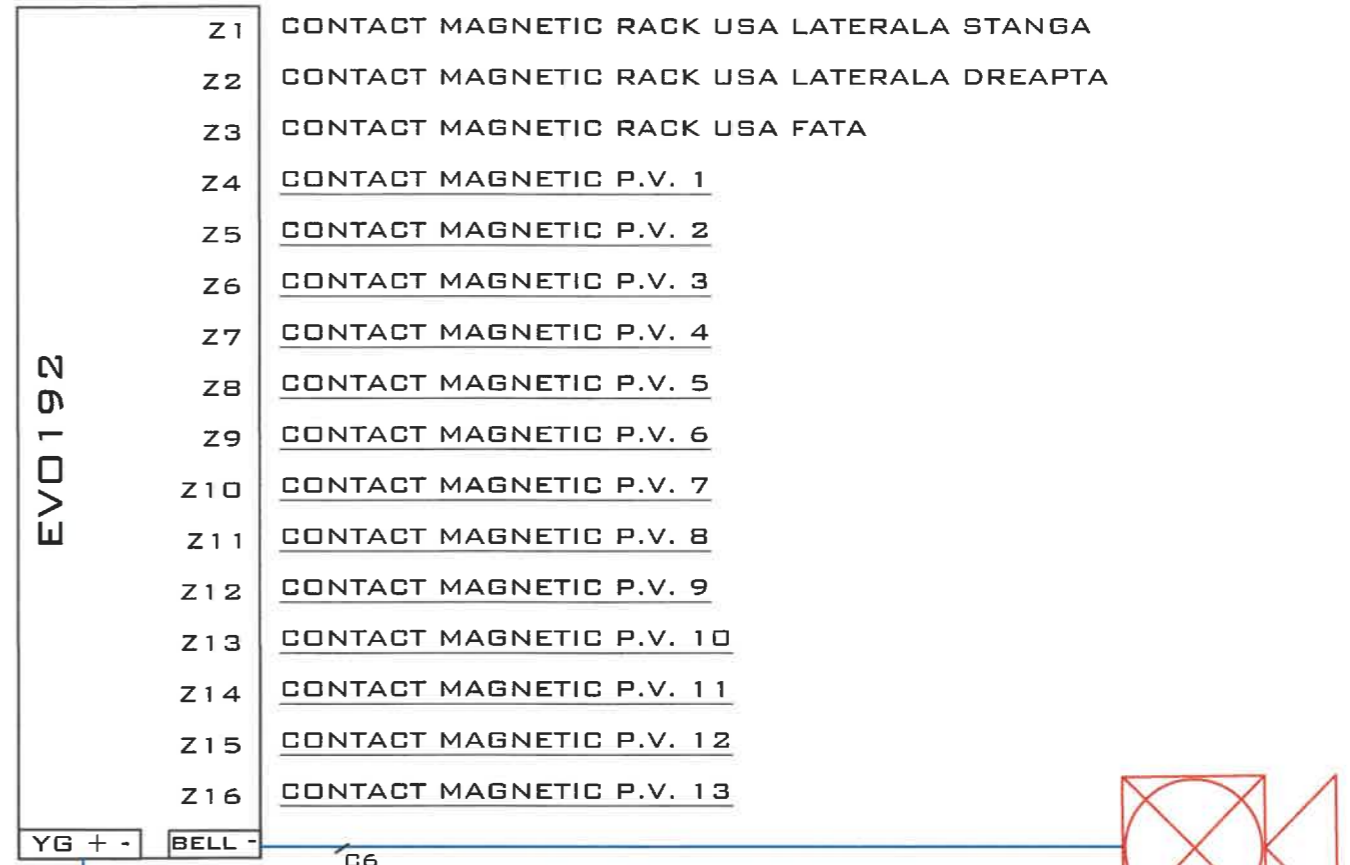 Z1 CONTACT MAGNETIC RACK USA LATERALA STANGA
Z2 CONTACT MAGNETIC RACK USA LATERALA DREAPTA
Z3 CONTACT MAGNETIC RACK USA FATA
Z4 CONTACT MAGNETIC P.V. 1
Z5 CONTACT MAGNETIC P.V. 2
Z6 CONTACT MAGNETIC P.V. 3
Z7 CONTACT MAGNETIC P.V. 4
Z8 CONTACT MAGNETIC P.V. 5
Z9 CONTACT MAGNETIC P.V. 6
Z10 CONTACT MAGNETIC P.V. 7
Z11 CONTACT MAGNETIC P.V. 8
Z12 CONTACT MAGNETIC P.V. 9
Z13 CONTACT MAGNETIC P.V. 10
Z14 CONTACT MAGNETIC P.V. 11
Z15 CONTACT MAGNETIC P.V. 12
Z16 CONTACT MAGNETIC P.V. 13
EVO192
YG + - BELL -
C6